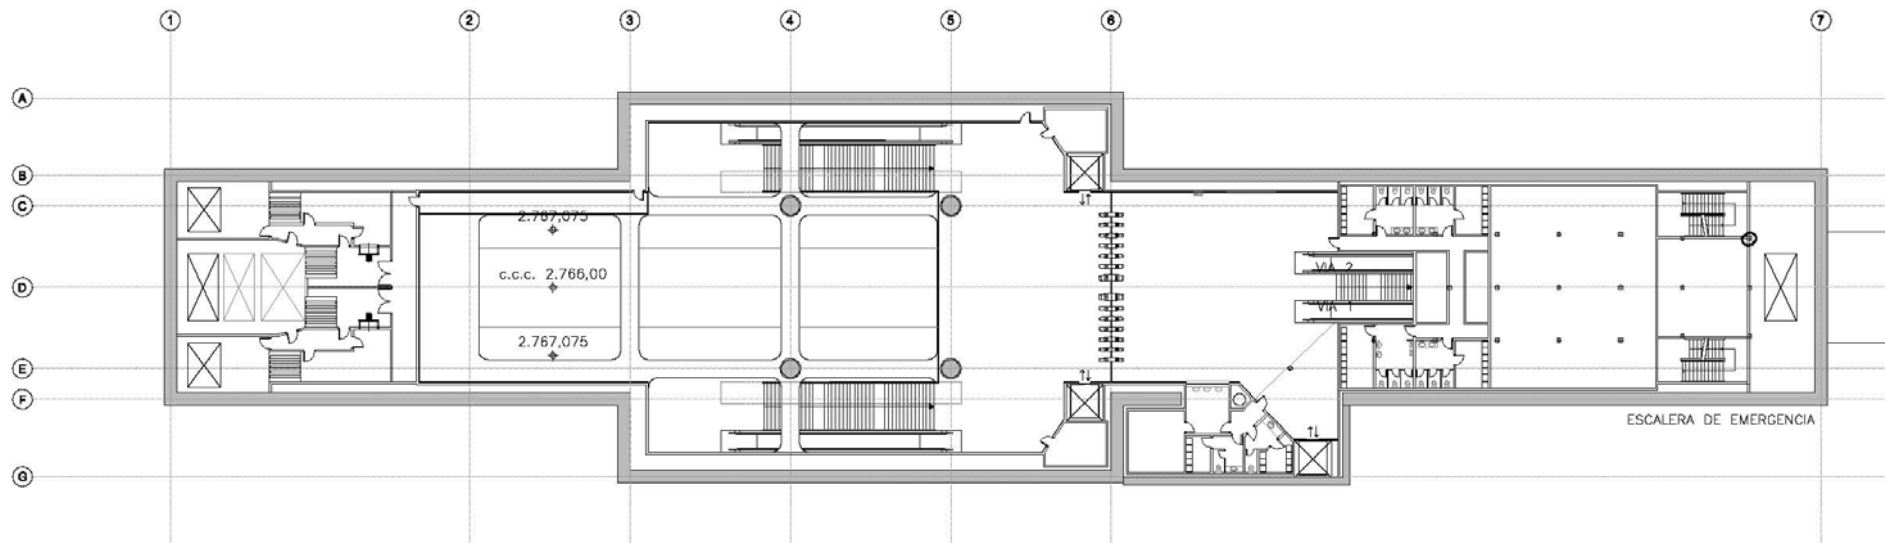 1 2 3 4 5 6 7
A
B
C
2.787,075
VIA 2
D
c.c.c. 2.766,00
VIA 1
2.767,075
E
F
ESCALERA DE EMERGENCIA
G